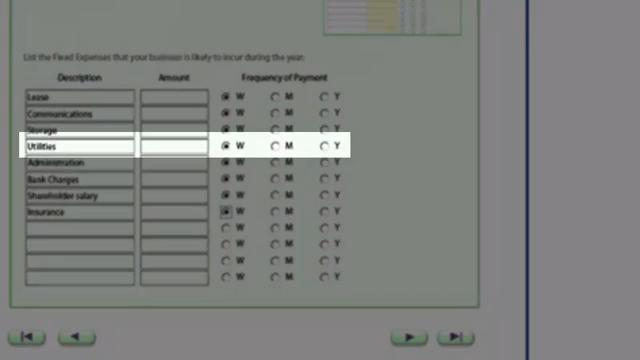 List the Fixed Expenses that your business is likely to incur during the year:
Description Amount Frequency of Payment
Lease W M Y
Communications W M Y
Storage W M Y
Utilities W M Y
Administration W M Y
Bank Charges W M Y
Shareholder salary W M Y
Insurance W M Y
W M Y
W M Y
W M Y
W M Y